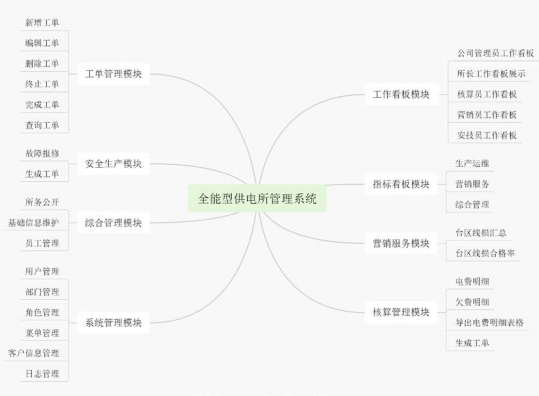 全能型供电所管理系统
工单管理模块
新增工单
编辑工单
删除工单
终止工单
完成工单
查询工单
安全生产模块
故障报修
生成工单
综合管理模块
所务公开
基础信息维护
员工管理
系统管理模块
用户管理
部门管理
角色管理
菜单管理
客户信息管理
日志管理
工作看板模块
公司管理员工作看板
所长工作看板展示
核算员工作看板
营销员工作看板
安技员工作看板
指标看板模块
生产运维
营销服务
综合管理
营销服务模块
台区线损汇总
台区线损合格率
核算管理模块
电费明细
欠费明细
导出电费明细表格
生成工单